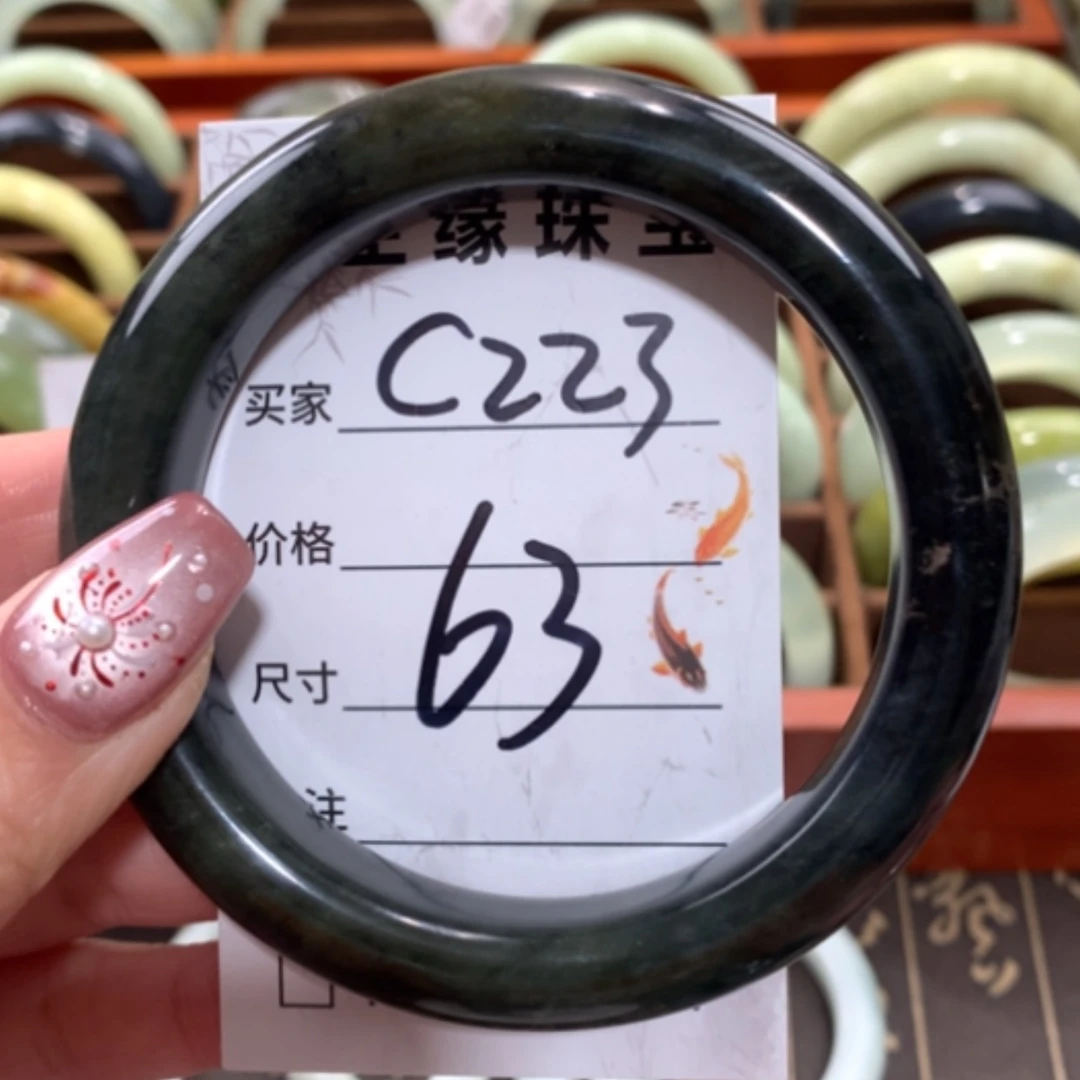 缘珠宝
买家 C223
价格
尺寸 63
注